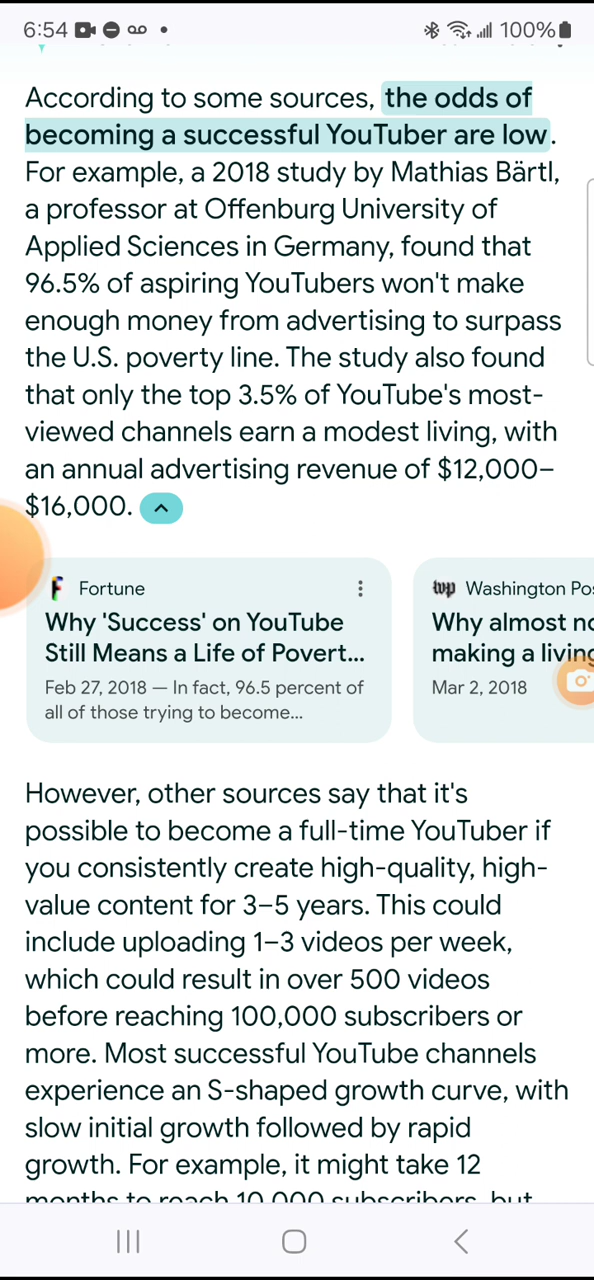 6:54 100%
According to some sources, the odds of
becoming a successful YouTuber are low.
For example, a 2018 study by Mathias Bärtl,
a professor at Offenburg University of
Applied Sciences in Germany, found that
96.5% of aspiring YouTubers won't make
enough money from advertising to surpass
the U.S. poverty line. The study also found
that only the top 3.5% of YouTube's most-
viewed channels earn a modest living, with
an annual advertising revenue of $12,000–
$16,000.
Fortune
Why 'Success' on YouTube
Still Means a Life of Povert...
Feb 27, 2018 — In fact, 96.5 percent of
all of those trying to become...
wp Washington Pos
Why almost no
making a living
Mar 2, 2018
However, other sources say that it's
possible to become a full-time YouTuber if
you consistently create high-quality, high-
value content for 3–5 years. This could
include uploading 1–3 videos per week,
which could result in over 500 videos
before reaching 100,000 subscribers or
more. Most successful YouTube channels
experience an S-shaped growth curve, with
slow initial growth followed by rapid
growth. For example, it might take 12
months to reach 10,000 subscribers, but